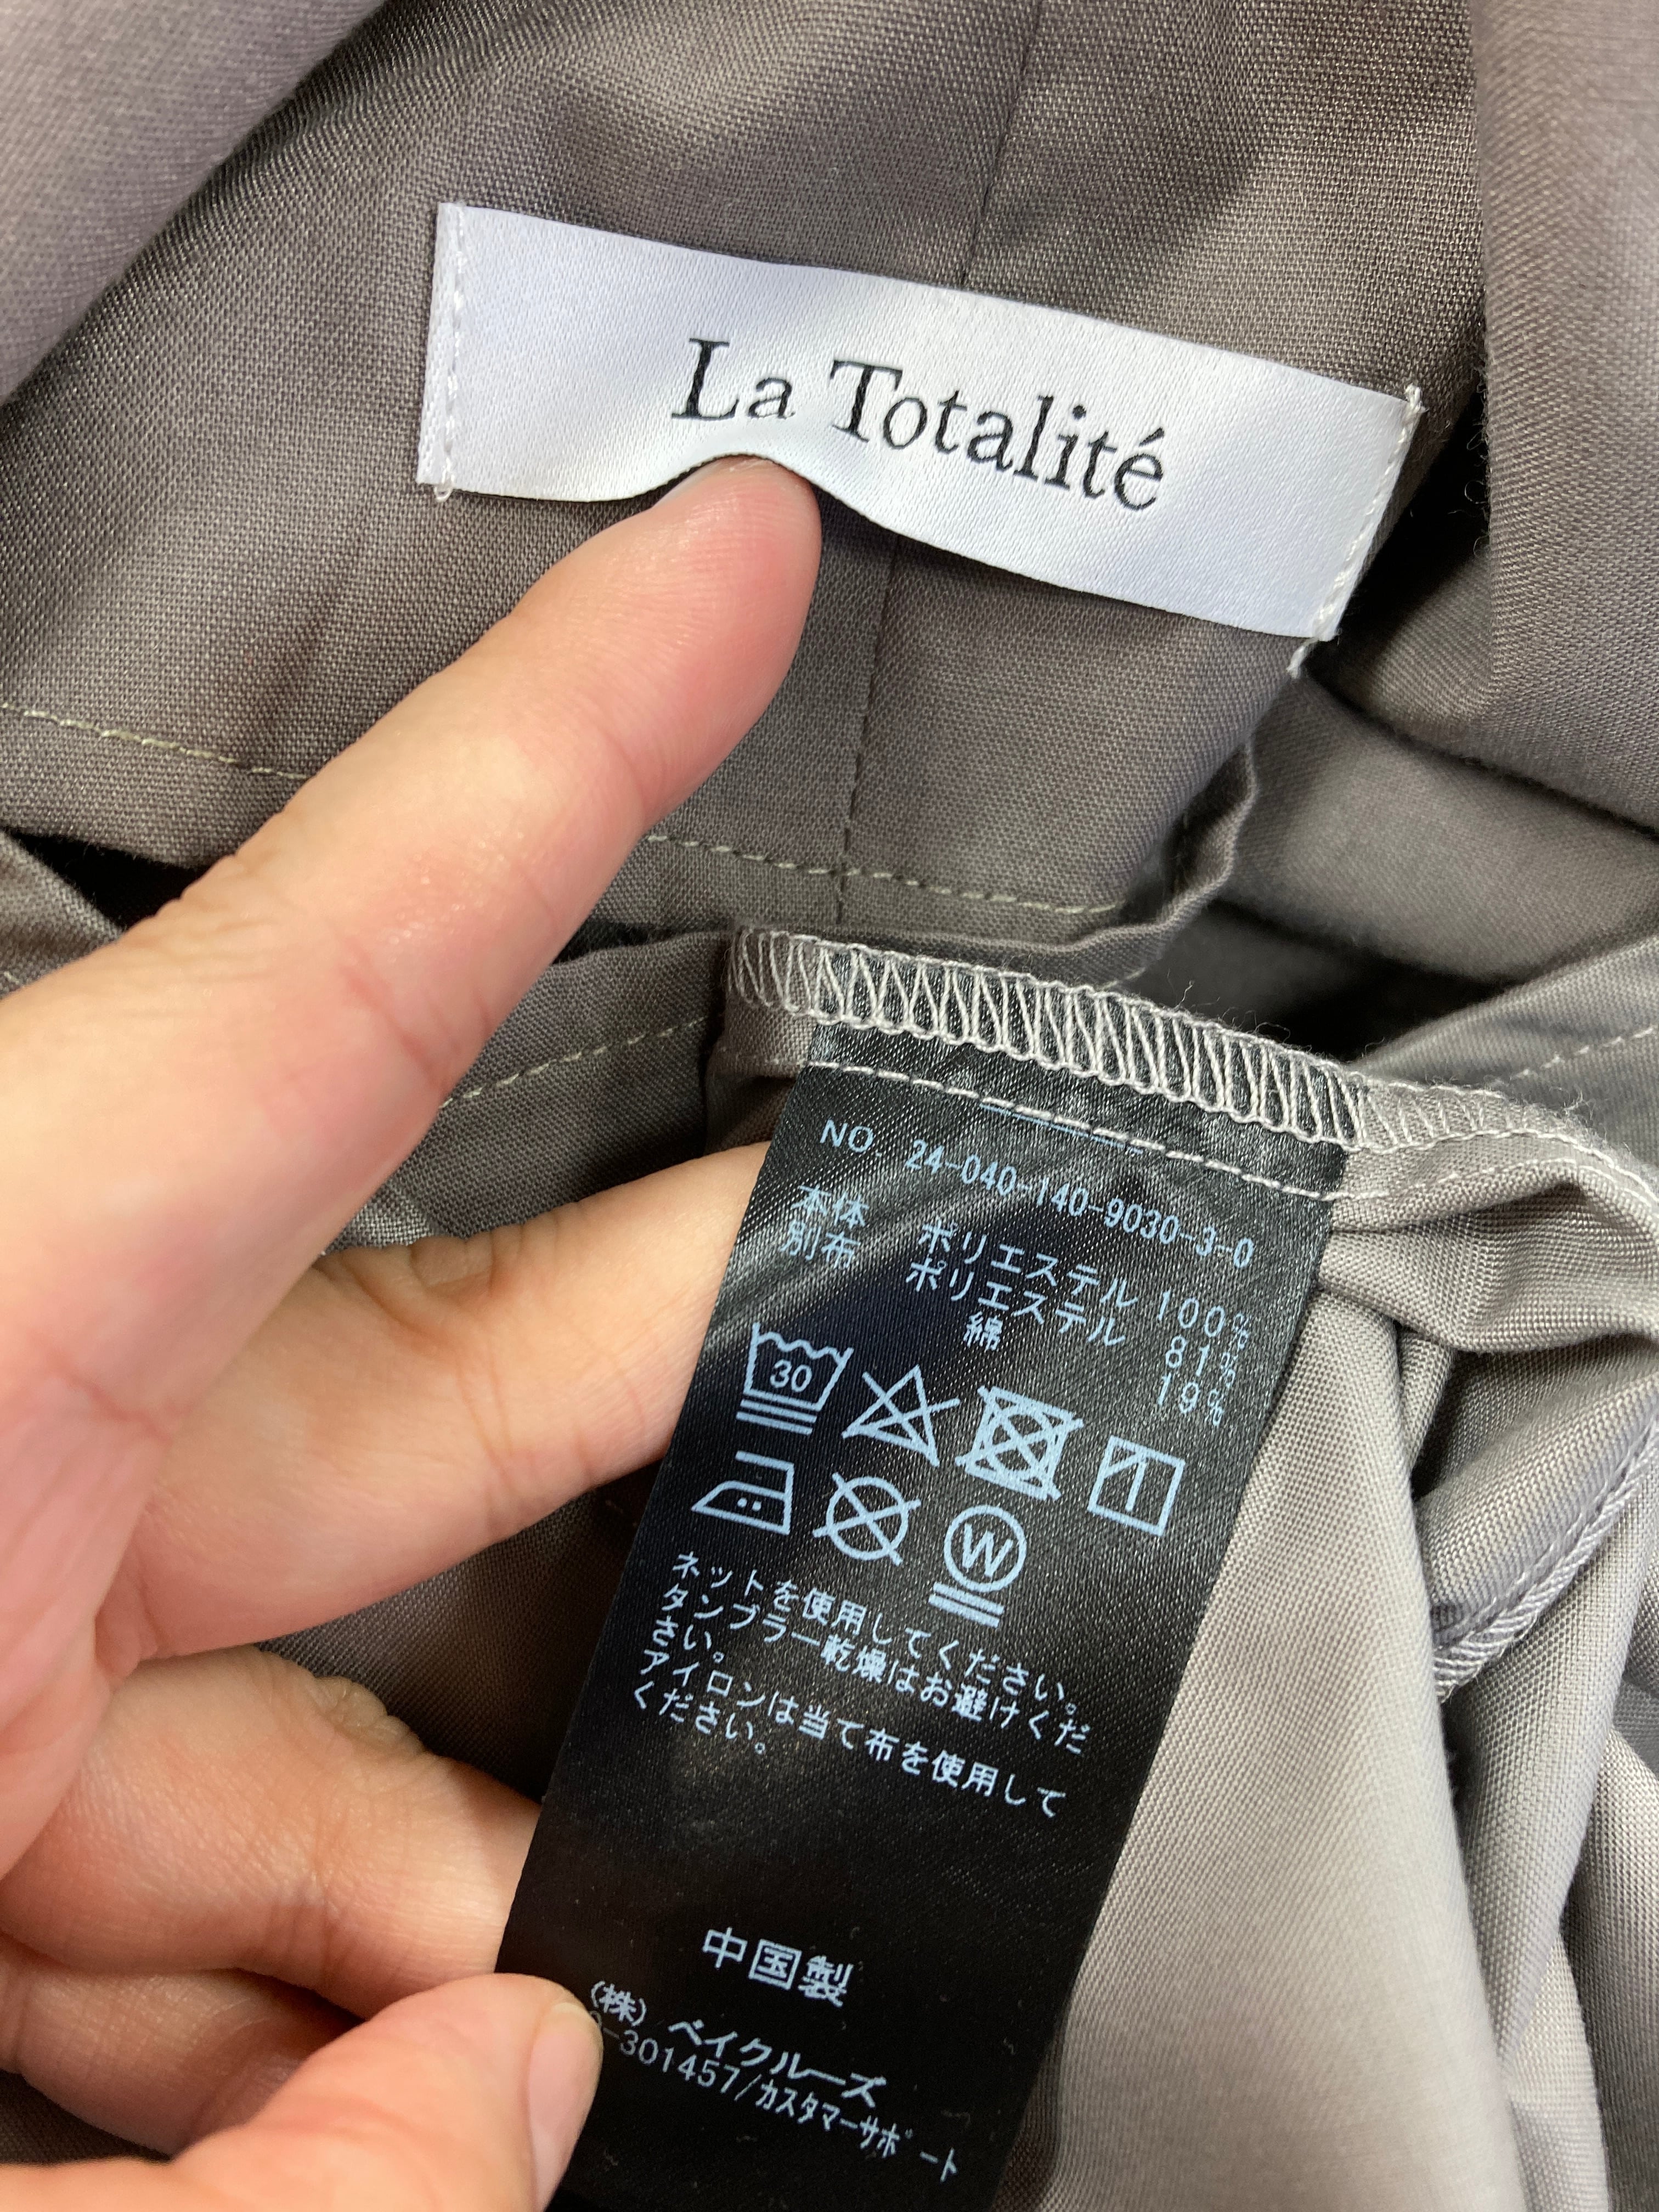 La Totalité
NO. 24-040-140-9030-3-0
本体 ポリエステル 100%
別布 ポリエステル 81%
綿 19%
30
W
ネットを使用してください。
タンブラー乾燥はお避けくだ
さい。
アイロンは当て布を使用して
ください。
中国製
(株) ベイクルーズ
-301457/カスタマーサポート